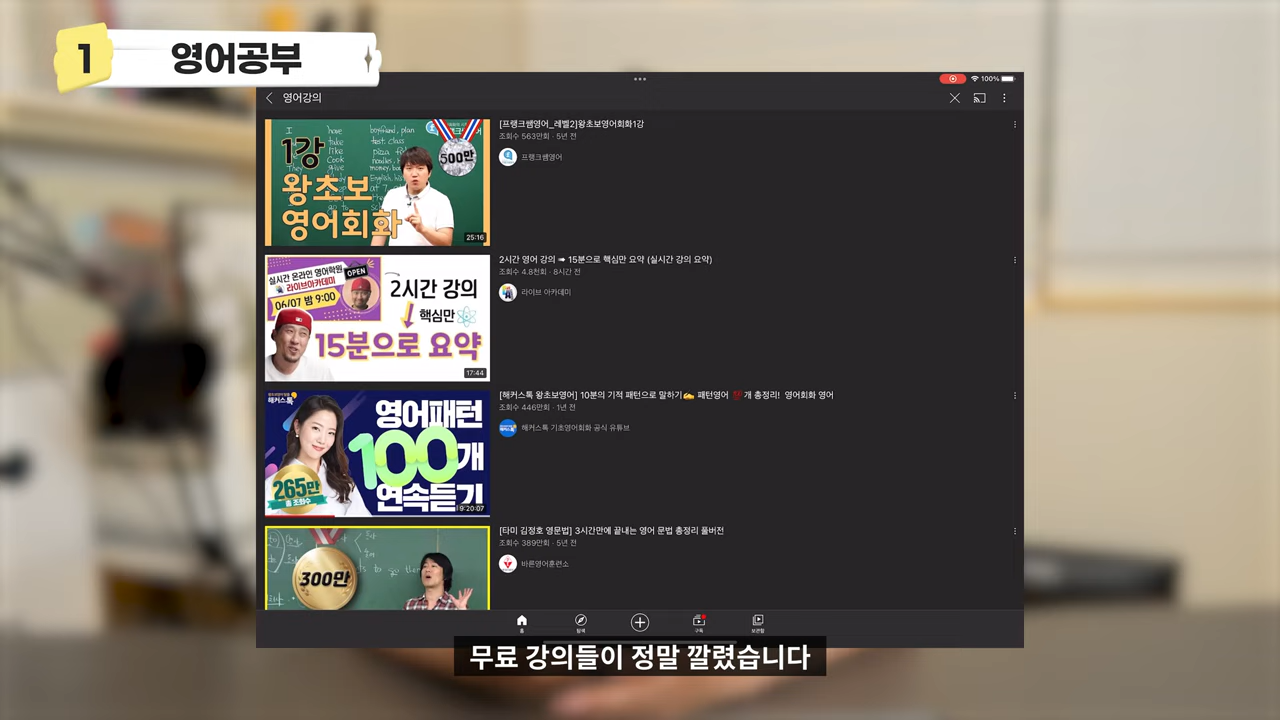 1 영어공부
100%
영어강의
1강
왕초보
영어회화
500만
25:16
[프랭크쌤영어_레벨2]왕초보영어회화1강
조회수 563만회 · 5년 전
프랭크쌤영어
실시간 온라인 영어학원
라이브아카데미
OPEN
06/07 밤 9:00
2시간 강의
핵심만
15분으로 요약
17:44
2시간 영어 강의 ➡ 15분으로 핵심만 요약 (실시간 강의 요약)
조회수 4.8천회 · 8시간 전
라이브 아카데미
해커스톡
영어패턴
100개
연속듣기
265만
총 조회수
9:20:07
[해커스톡 왕초보영어] 10분의 기적 패턴으로 말하기✍ 패턴영어 💯개 총정리! 영어회화 영어
조회수 446만회 · 1년 전
해커스톡 기초영어회화 공식 유튜브
300만
[타미 김정호 영문법] 3시간만에 끝내는 영어 문법 총정리 풀버전
조회수 389만회 · 5년 전
바른영어훈련소
홈
탐색
구독
보관함
무료 강의들이 정말 깔렸습니다